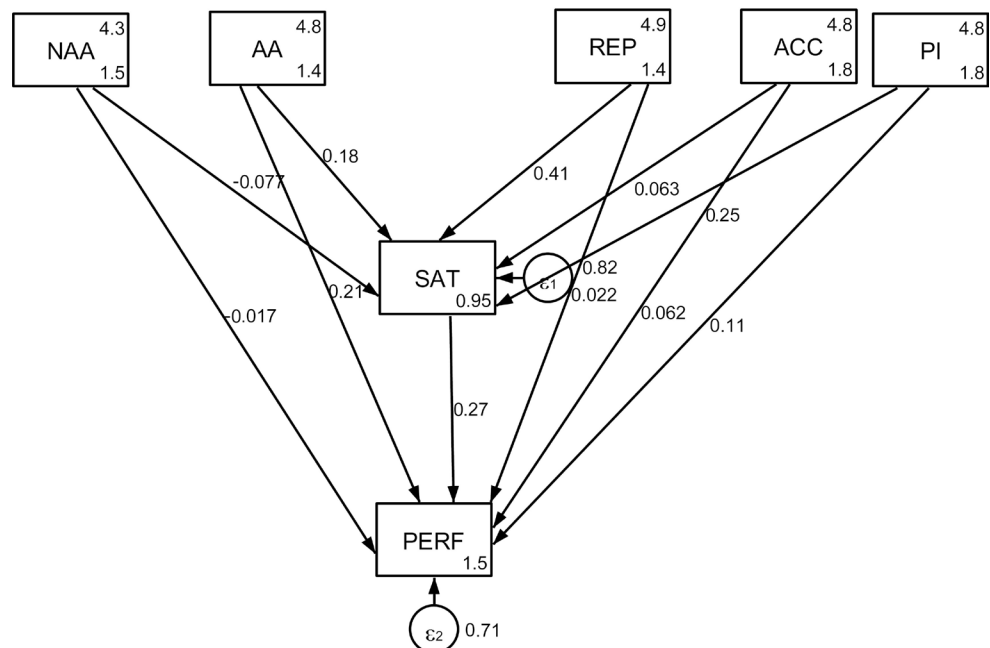 NAA 4.3 1.5
AA 4.8 1.4
REP 4.9 1.4
ACC 4.8 1.8
PI 4.8 1.8
0.18
-0.077
0.41
0.063
0.25
SAT 0.95
ε1 0.82
0.21
0.022
-0.017
0.062
0.11
0.27
PERF 1.5
ε2 0.71